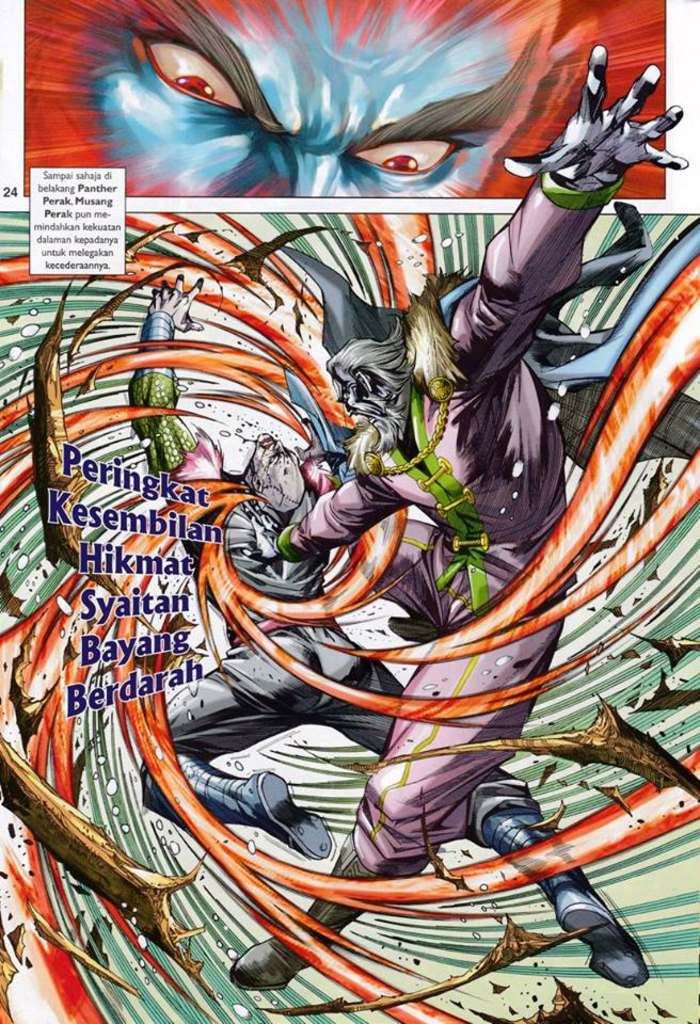 Sampai sahaja di
belakang Panther
Perak, Musang
Perak pun me-
mindahkan kekuatan
dalaman kepadanya
untuk melegakan
kecederaannya.
24
Peringkat
Kesembilan
Hikmat
Syaitan
Bayang
Berdarah